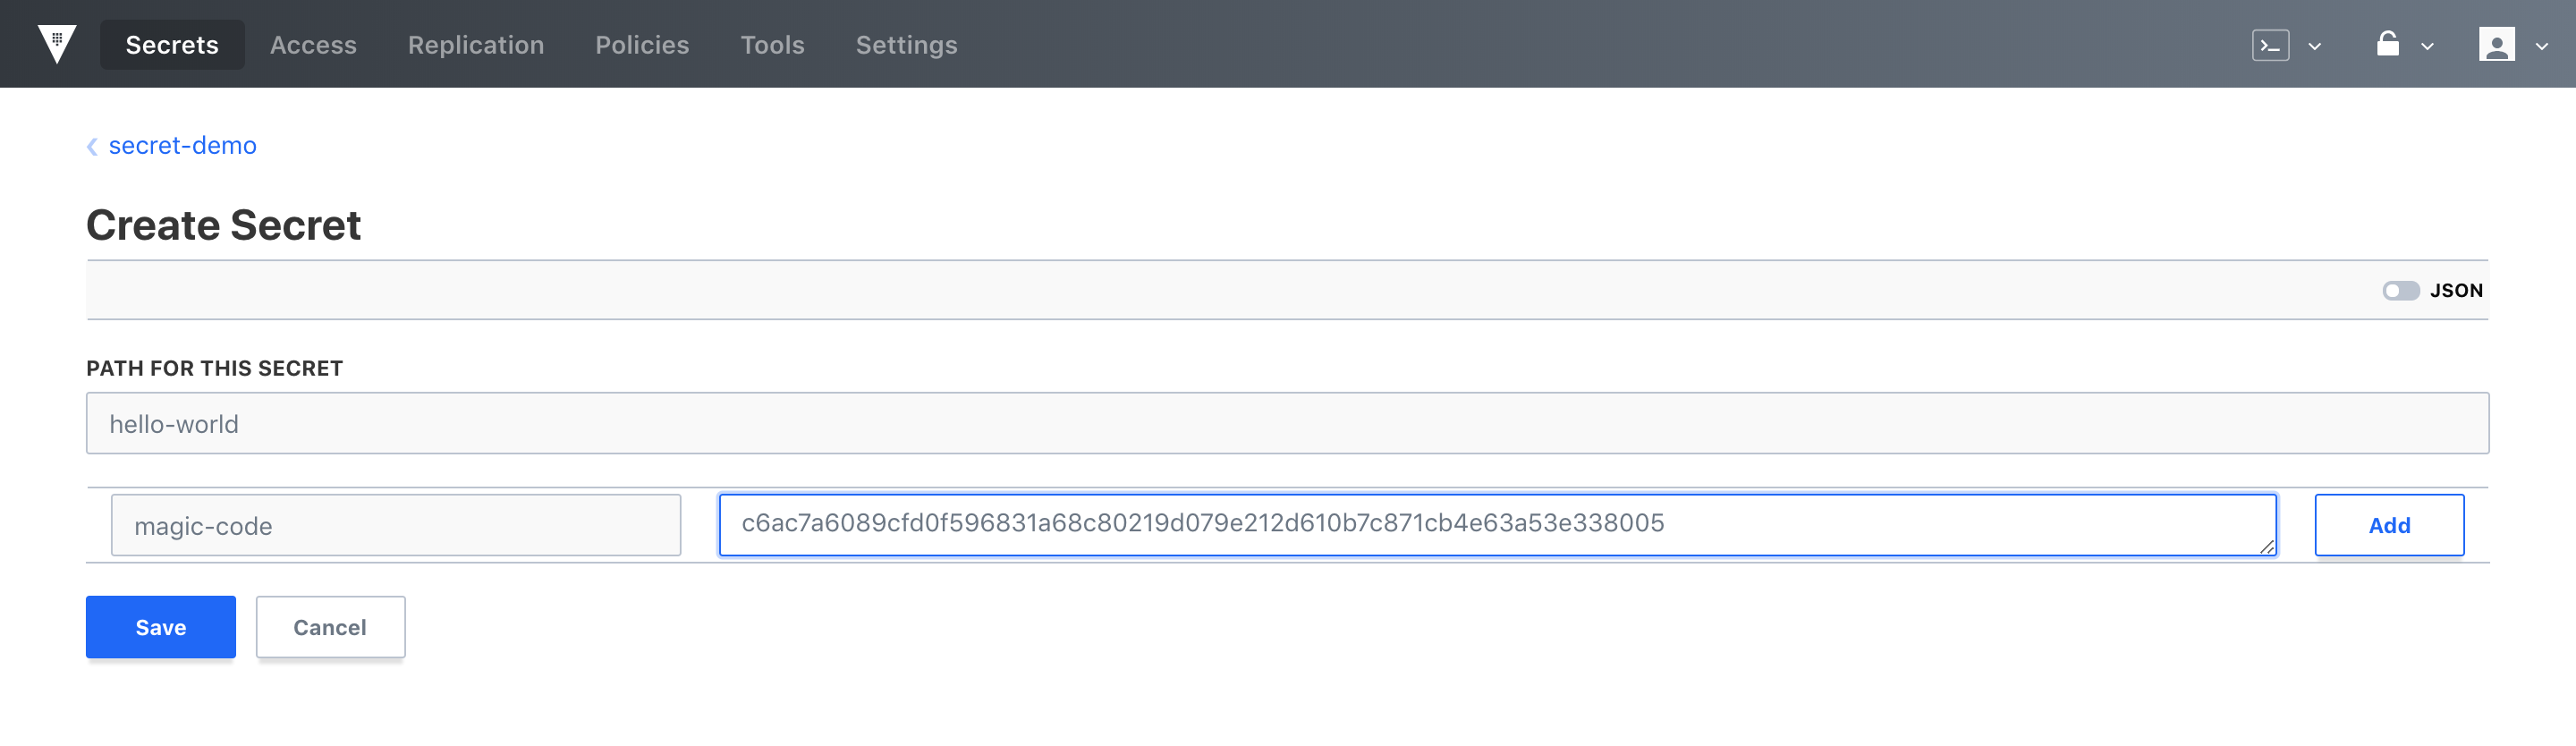 Secrets Access Replication Policies Tools Settings
secret-demo
Create Secret
JSON
PATH FOR THIS SECRET
hello-world
magic-code c6ac7a6089cfd0f596831a68c80219d079e212d610b7c871cb4e63a53e338005 Add
Save Cancel